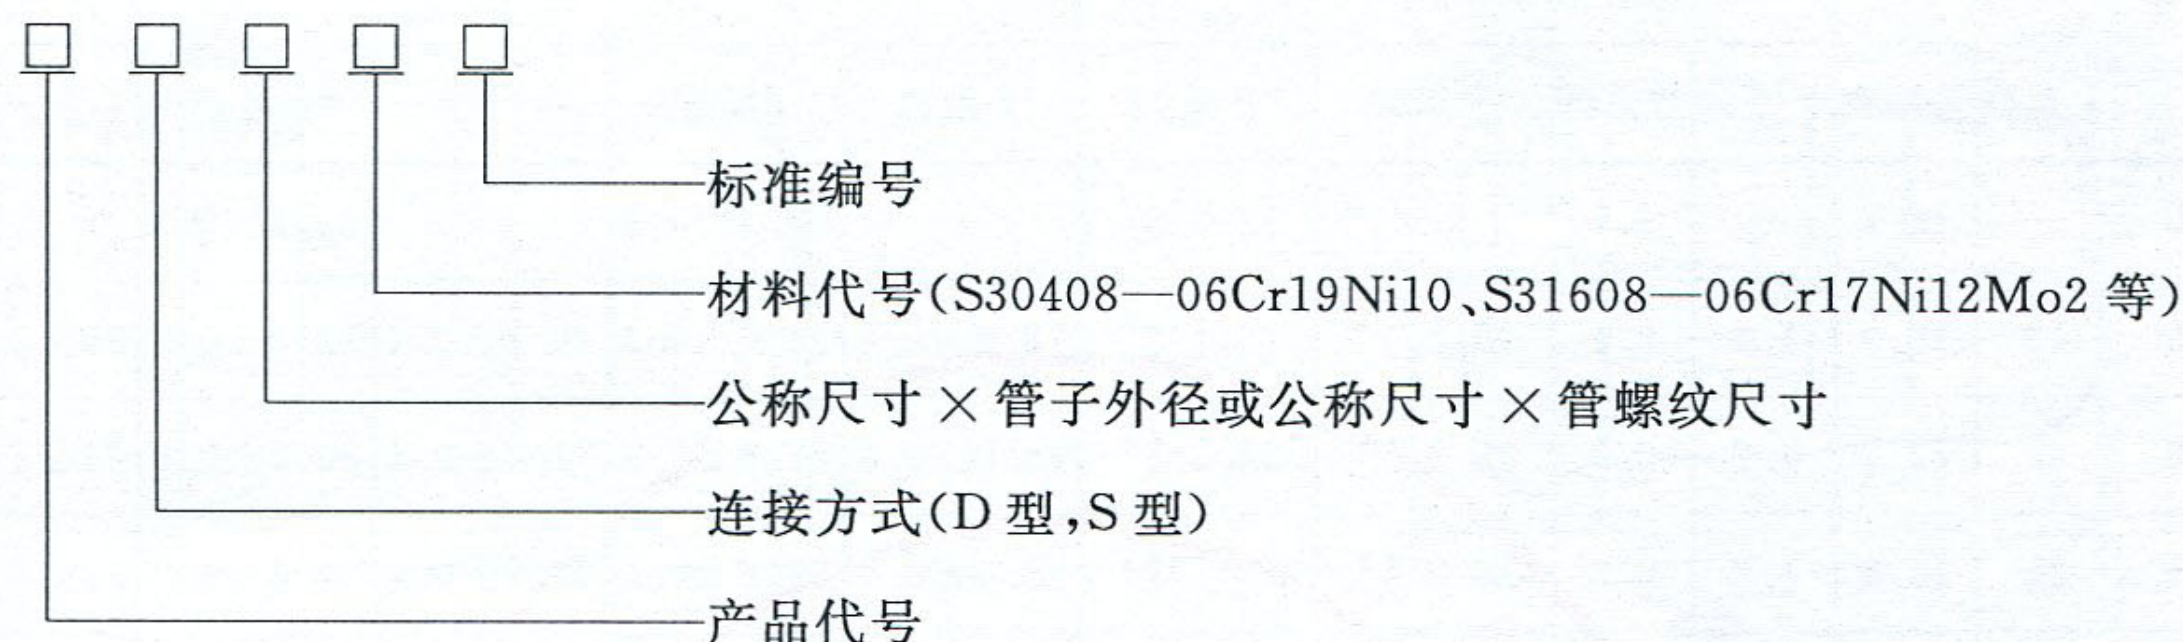 标准编号
材料代号(S30408—06Cr19Ni10、S31608—06Cr17Ni12Mo2 等)
公称尺寸×管子外径或公称尺寸×管螺纹尺寸
连接方式(D 型,S 型)
产品代号